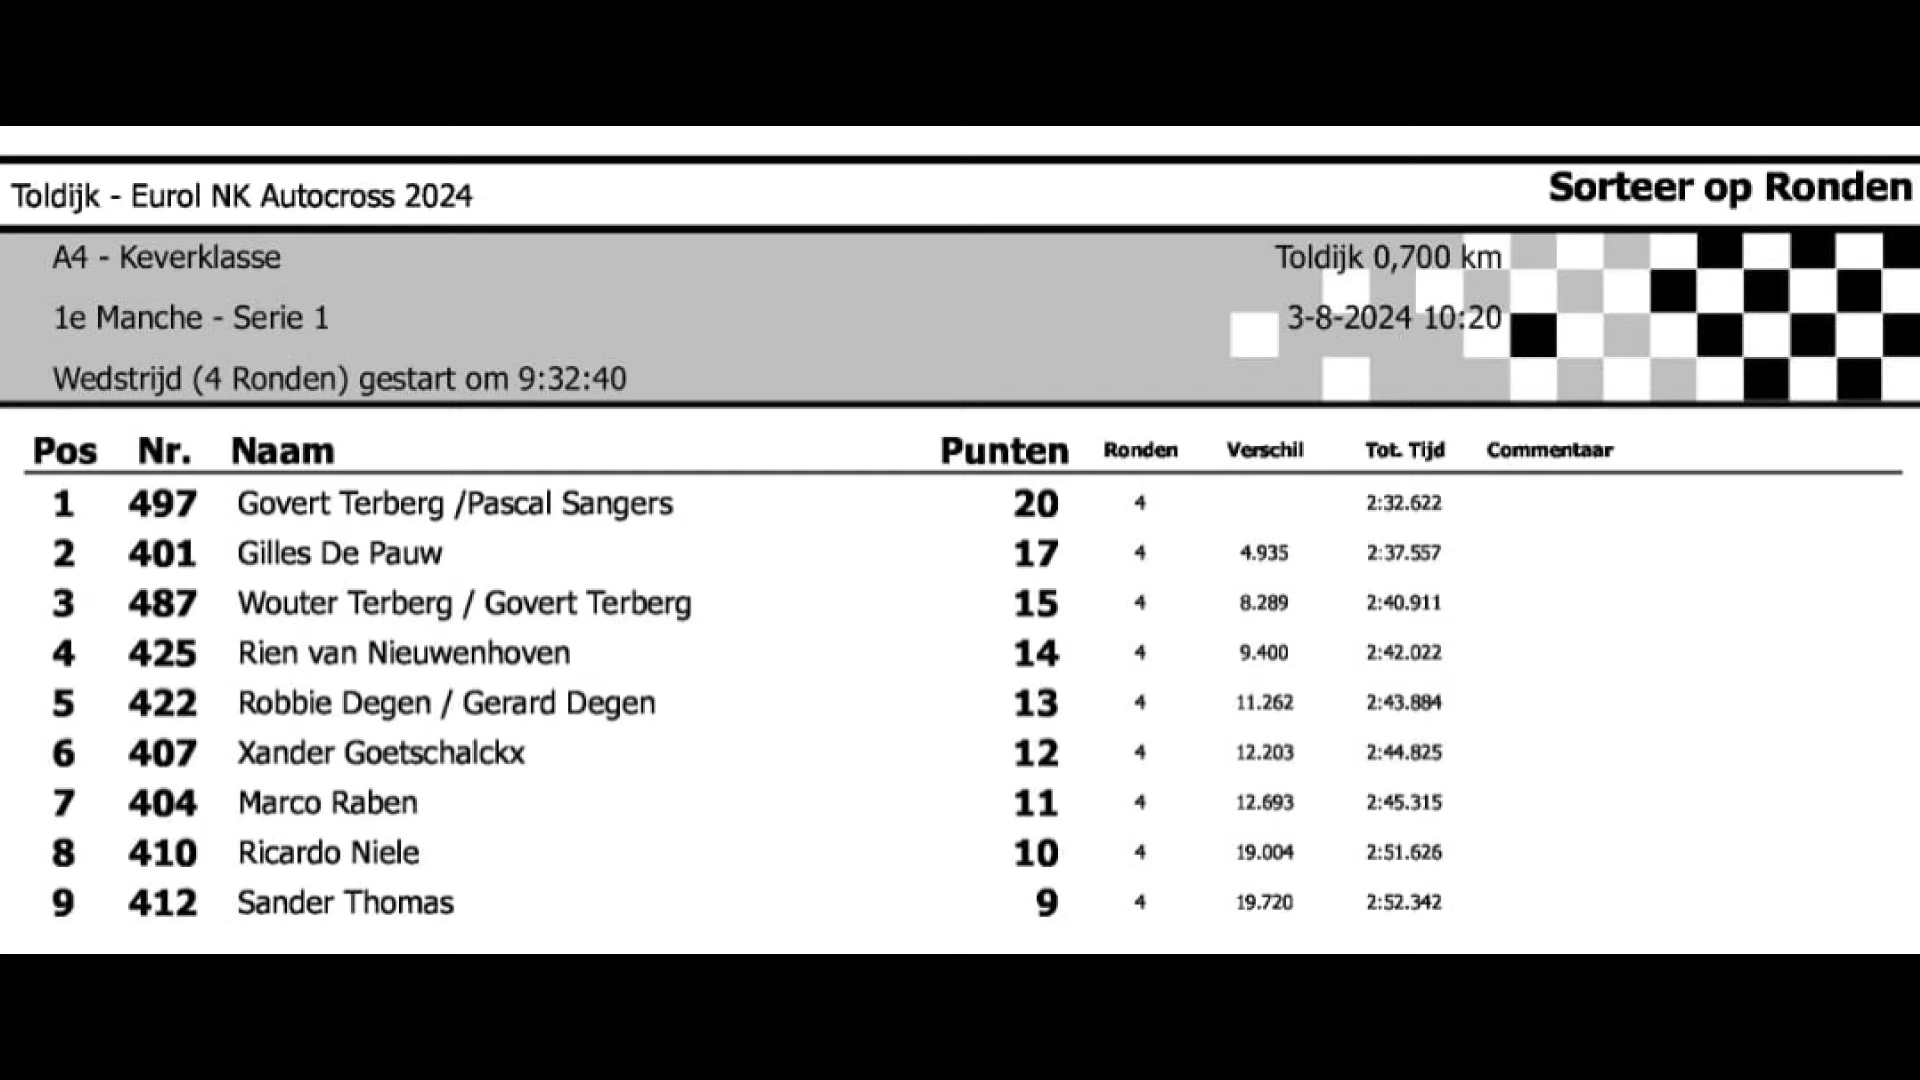 Toldijk - Eurol NK Autocross 2024
Sorteer op Ronden
A4 - Keverklasse
Toldijk 0,700 km
1e Manche - Serie 1
3-8-2024 10:20
Wedstrijd (4 Ronden) gestart om 9:32:40
Pos Nr. Naam Punten Ronden Verschil Tot. Tijd Commentaar
1 497 Govert Terberg /Pascal Sangers 20 4 2:32.622
2 401 Gilles De Pauw 17 4 4.935 2:37.557
3 487 Wouter Terberg / Govert Terberg 15 4 8.289 2:40.911
4 425 Rien van Nieuwenhoven 14 4 9.400 2:42.022
5 422 Robbie Degen / Gerard Degen 13 4 11.262 2:43.884
6 407 Xander Goetschalckx 12 4 12.203 2:44.825
7 404 Marco Raben 11 4 12.693 2:45.315
8 410 Ricardo Niele 10 4 19.004 2:51.626
9 412 Sander Thomas 9 4 19.720 2:52.342